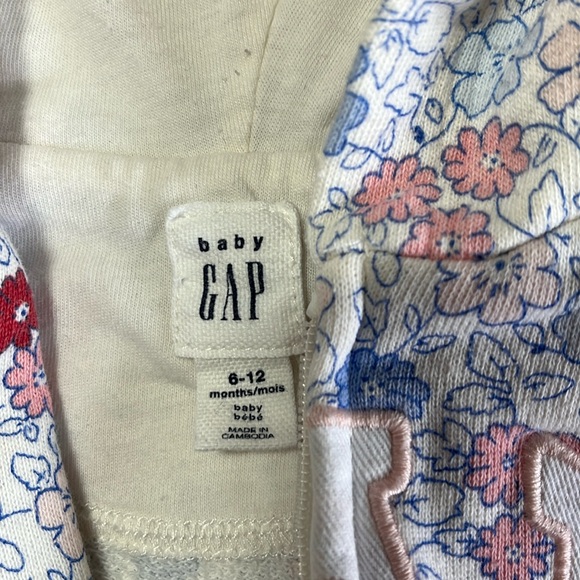 baby
GAP
6-12
months/mois
baby
bébé
MADE IN
CAMBODIA